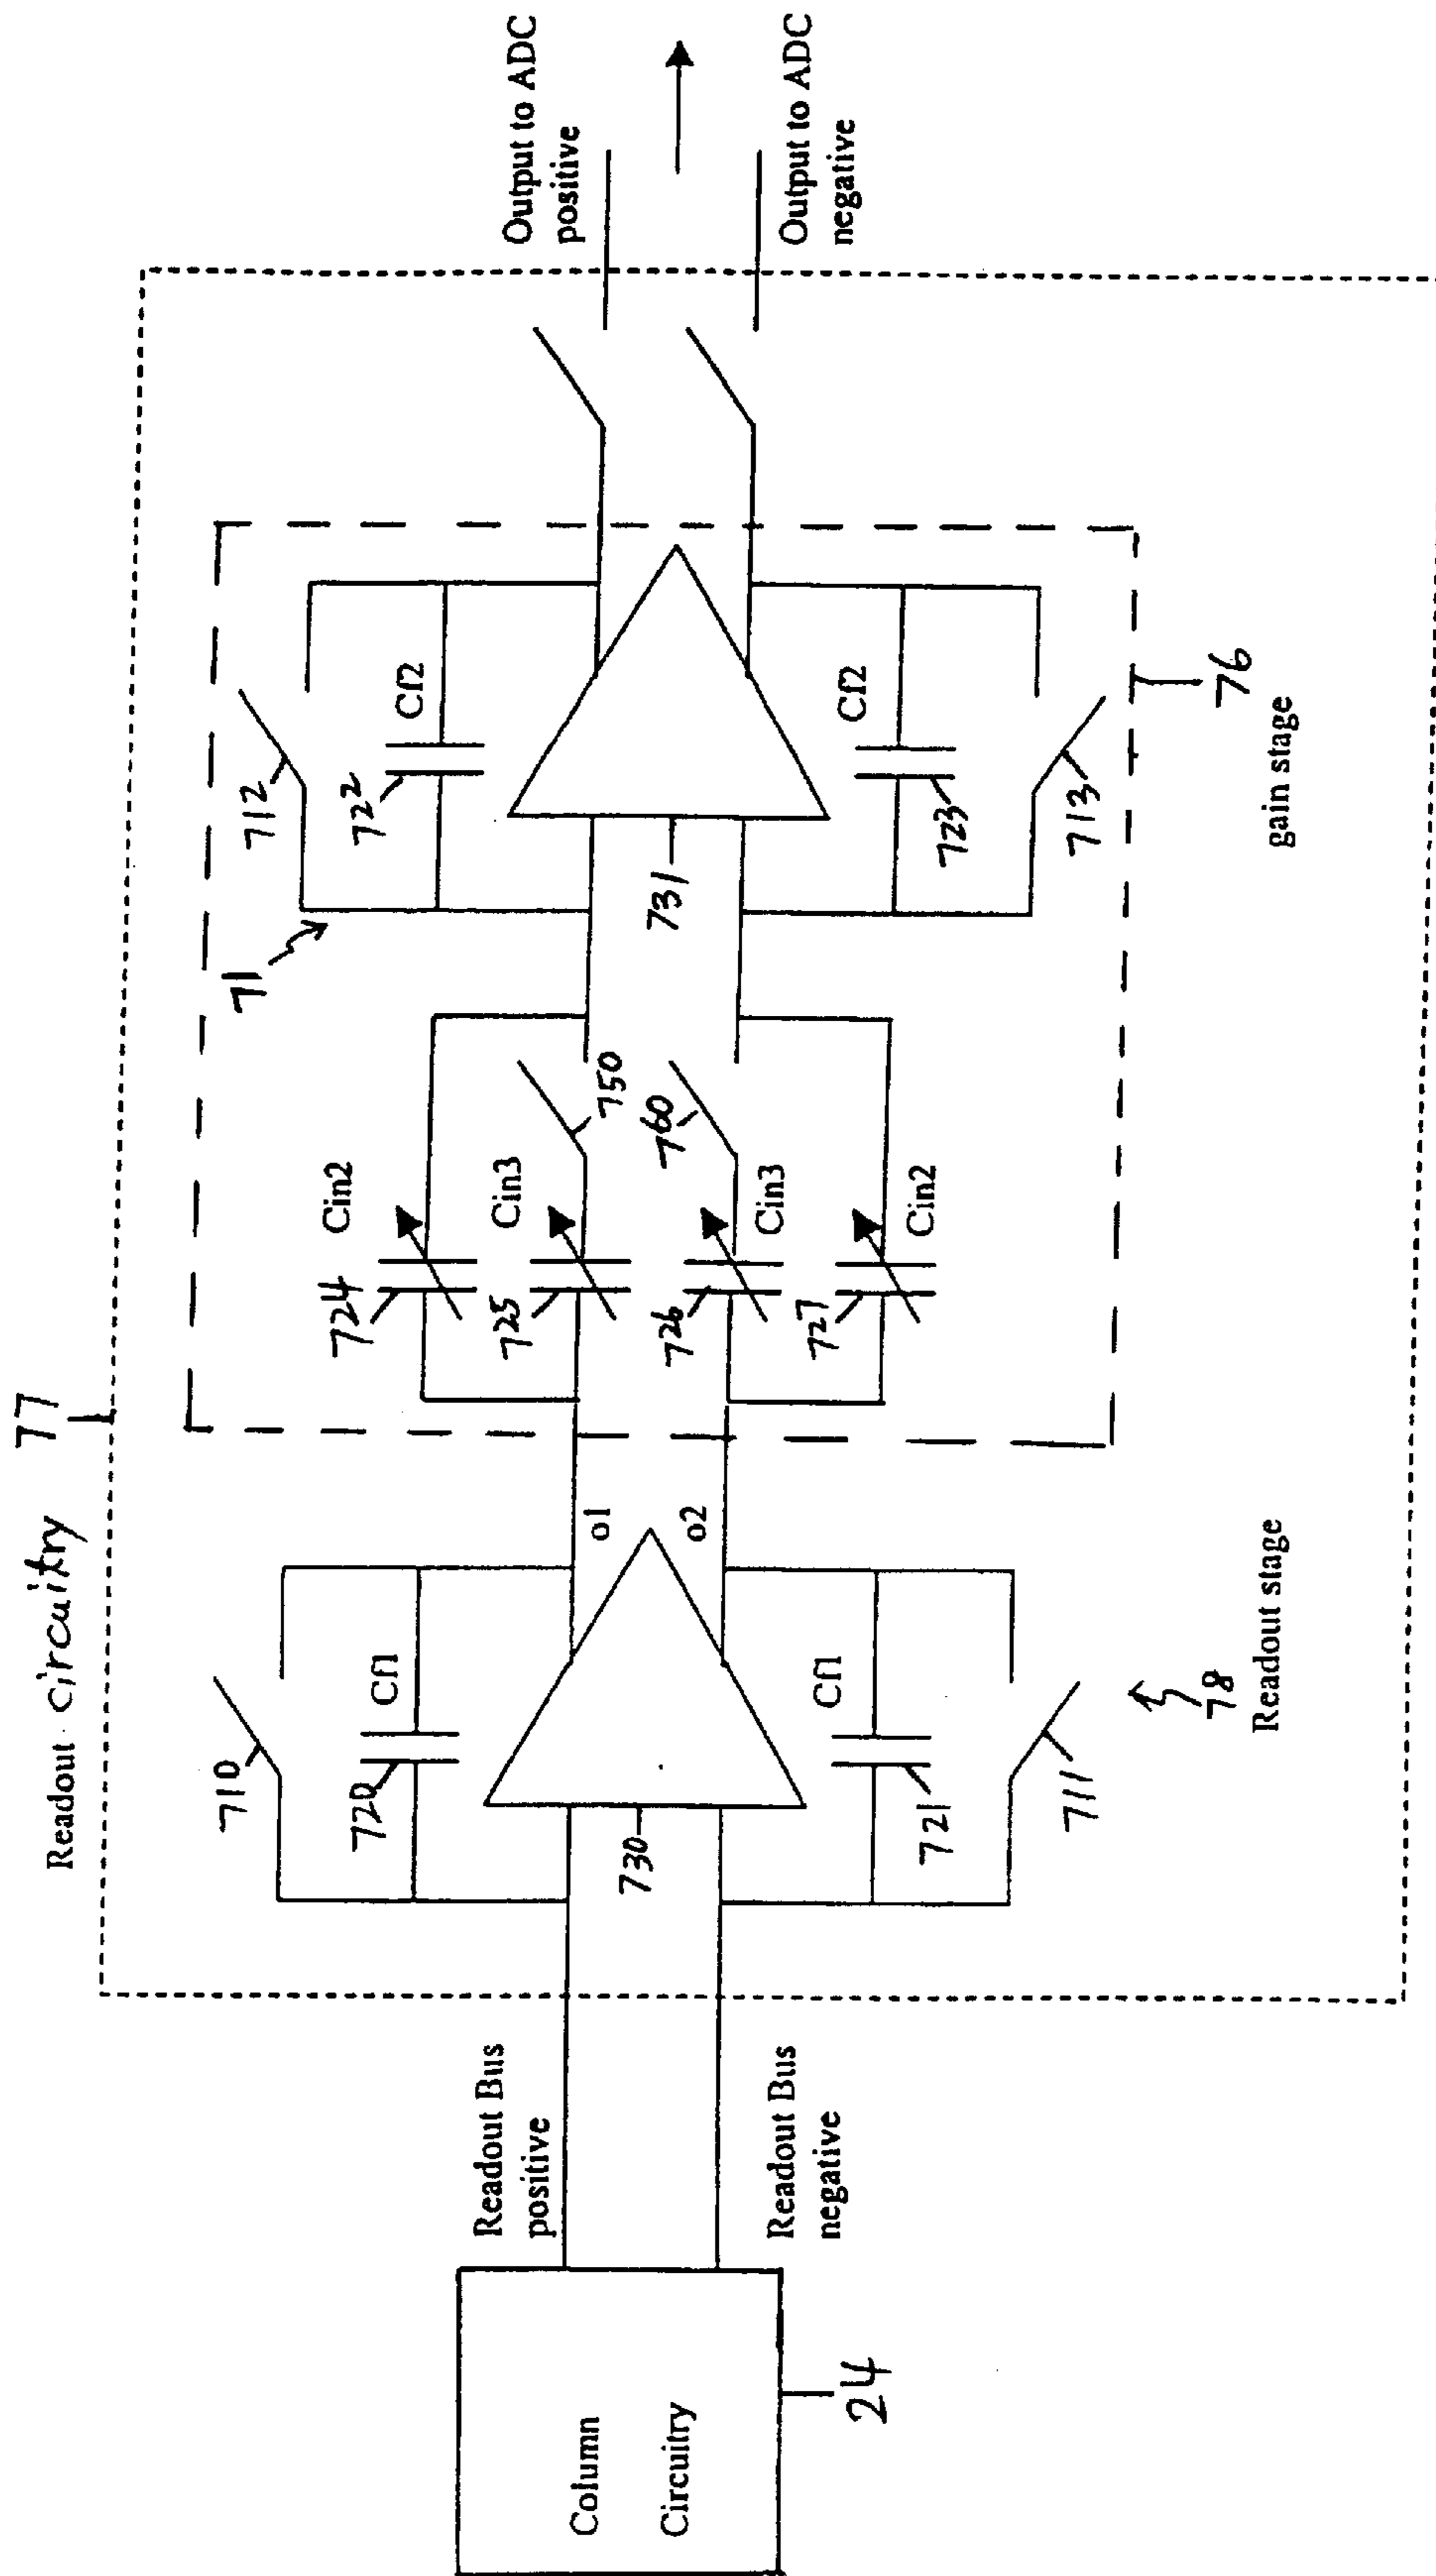 Readout circuitry 77
Column
Circuitry
24
Readout Bus
positive
Readout Bus
negative
710
720
Cf1
730
o1
o2
721
Cf1
711
78
Readout stage
724
Cin2
725
Cin3
750
726
Cin3
760
727
Cin2
71
712
722
Cf2
731
723
Cf2
713
76
gain stage
Output to ADC
positive
Output to ADC
negative